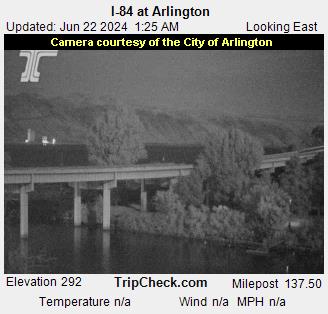 I-84 at Arlington
Updated: Jun 22 2024 1:25 AM Looking East
Camera courtesy of the City of Arlington
Elevation 292 TripCheck.com Milepost 137.50
Temperature n/a Wind n/a MPH n/a